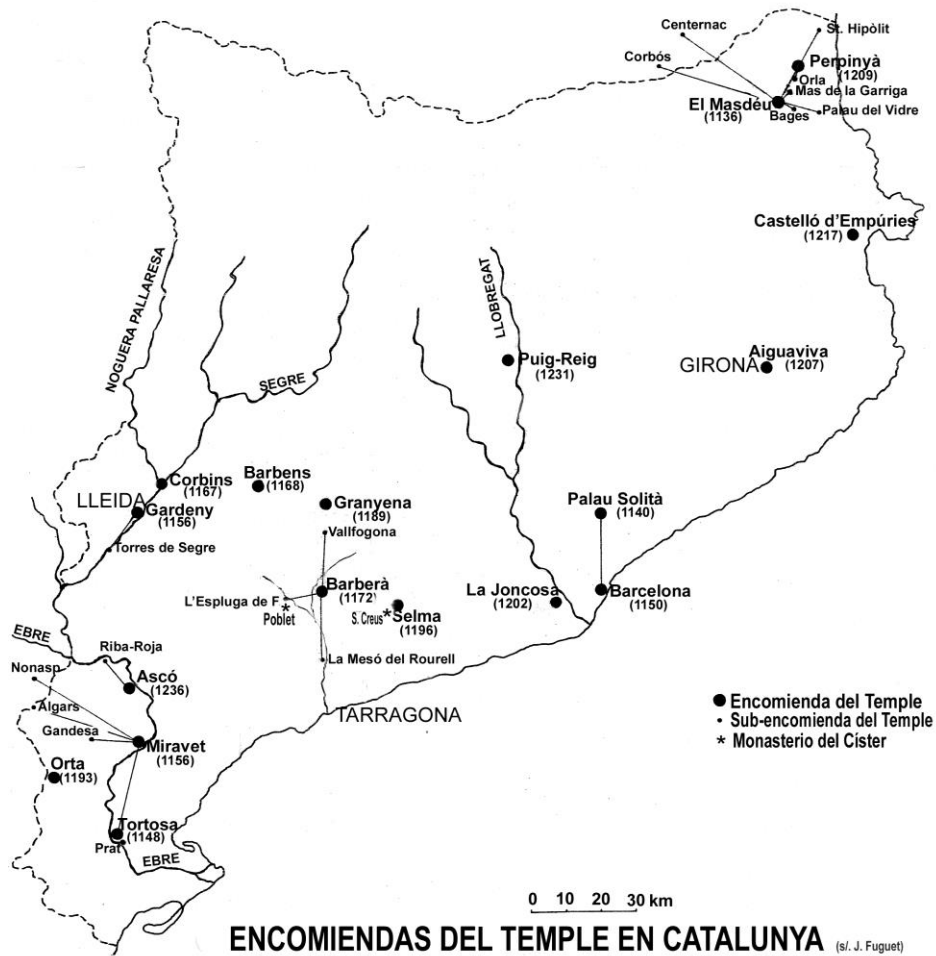 Centernac
St. Hipòlit
Corbós
Perpinyà
(1209)
Orla
Mas de la Garriga
El Masdéu
(1136)
Bages
Palau del Vidre
Castelló d'Empúries
(1217)
NOGUERA PALLARESA
LLOBREGAT
SEGRE
Puig-Reig
(1231)
GIRONA
Aiguaviva
(1207)
Corbins
(1167)
Barbens
(1168)
LLEIDA
Gardeny
(1156)
Granyena
(1189)
Palau Solità
(1140)
Vallfogona
Torres de Segre
Barberà
(1172)
L'Espluga de F.
Poblet
S. Creus
Selma
(1196)
La Joncosa
(1202)
Barcelona
(1150)
EBRE
Riba-Roja
La Mesó del Rourell
Nonasp
Ascó
(1236)
Algars
Gandesa
TARRAGONA
Miravet
(1156)
Orta
(1193)
Tortosa
(1148)
Prat
EBRE
Encomienda del Temple
Sub-encomienda del Temple
* Monasterio del Císter
0 10 20 30 km
ENCOMIENDAS DEL TEMPLE EN CATALUNYA (s/. J. Fuguet)